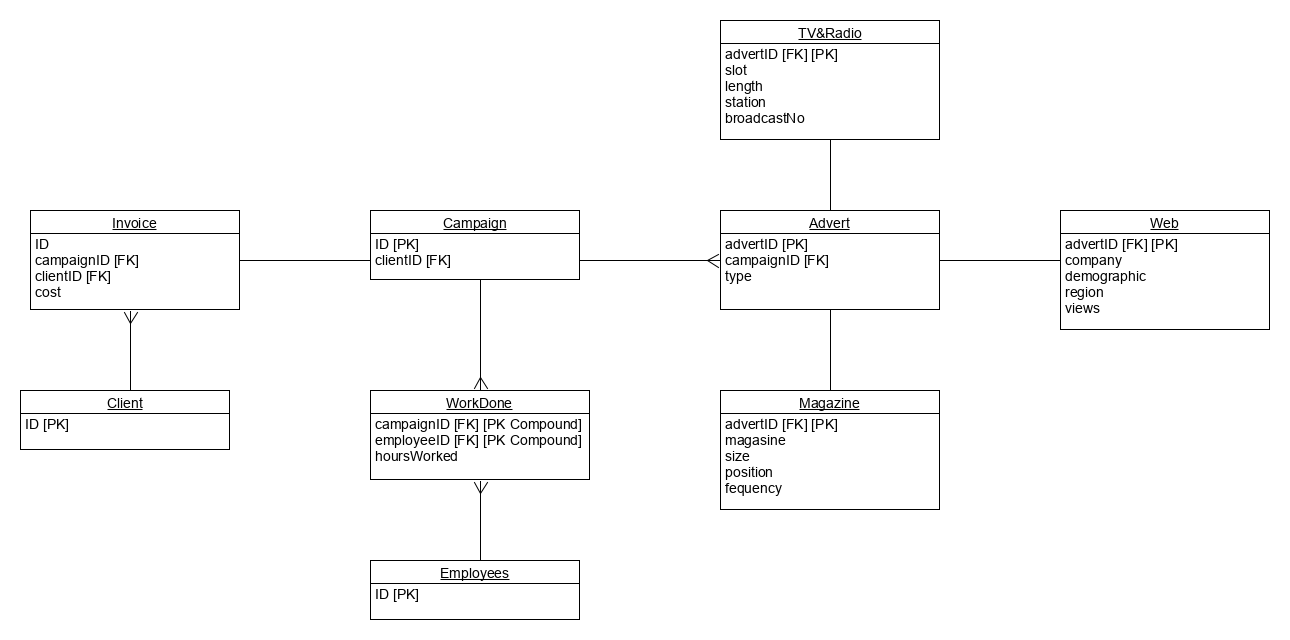 TV&Radio
advertID [FK] [PK]
slot
length
station
broadcastNo
Invoice
ID
campaignID [FK]
clientID [FK]
cost
Campaign
ID [PK]
clientID [FK]
Advert
advertID [PK]
campaignID [FK]
type
Web
advertID [FK] [PK]
company
demographic
region
views
Client
ID [PK]
WorkDone
campaignID [FK] [PK Compound]
employeeID [FK] [PK Compound]
hoursWorked
Magazine
advertID [FK] [PK]
magasine
size
position
fequency
Employees
ID [PK]